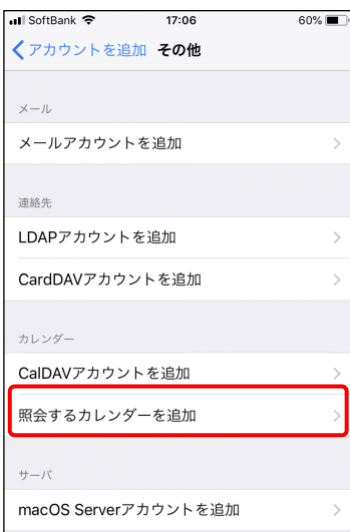 SoftBank 17:06 60%
アカウントを追加 その他
メール
メールアカウントを追加
連絡先
LDAPアカウントを追加
CardDAVアカウントを追加
カレンダー
CalDAVアカウントを追加
照会するカレンダーを追加
サーバ
macOS Serverアカウントを追加